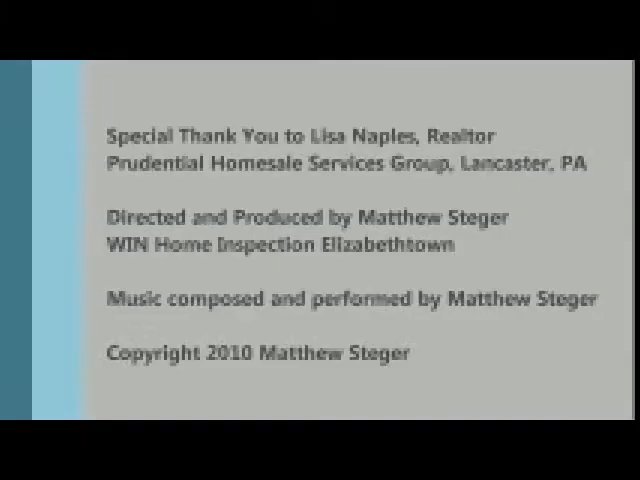 Special Thank You to Lisa Naples, Realtor
Prudential Homesale Services Group, Lancaster, PA
Directed and Produced by Matthew Steger
WIN Home Inspection Elizabethtown
Music composed and performed by Matthew Steger
Copyright 2010 Matthew Steger